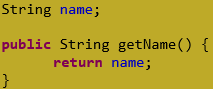 String name;
public String getName() {
return name;
}